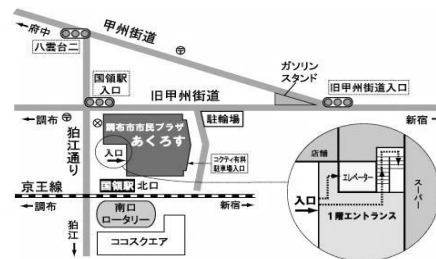 ←府中
甲州街道
八雲台二
国領駅
入口
ガソリン
スタンド
旧甲州街道入口
旧甲州街道
←調布
新宿→
狛江通り
調布市市民プラザ
あくろす
駐輪場
入口
コクティ有料
駐車場入口
京王線
国領駅 北口
←調布
新宿→
南口
ロータリー
狛江
ココスクエア
店舗
エレベーター
スーパー
入口
1階エントランス